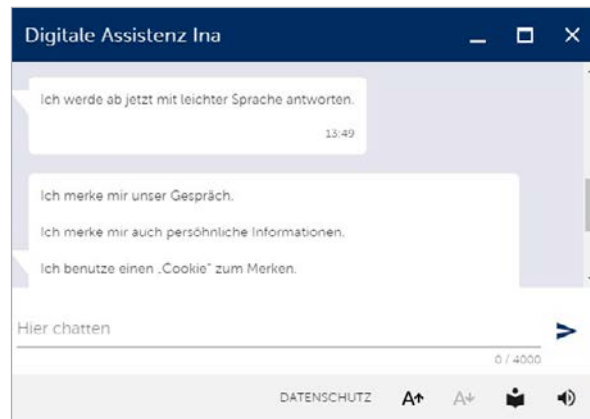 Digitale Assistenz Ina
Ich werde ab jetzt mit leichter Sprache antworten.
13:49
Ich merke mir unser Gespräch.
Ich merke mir auch persöhnliche Informationen.
Ich benutze einen „Cookie" zum Merken.
Hier chatten
0 / 4000
DATENSCHUTZ A A